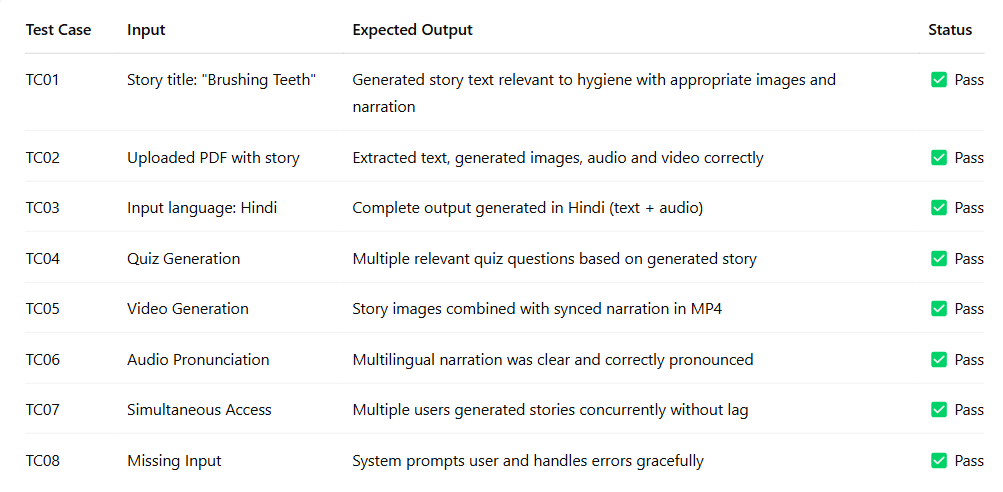 Test Case Input Expected Output Status
TC01 Story title: "Brushing Teeth" Generated story text relevant to hygiene with appropriate images and ✅ Pass
narration
TC02 Uploaded PDF with story Extracted text, generated images, audio and video correctly ✅ Pass
TC03 Input language: Hindi Complete output generated in Hindi (text + audio) ✅ Pass
TC04 Quiz Generation Multiple relevant quiz questions based on generated story ✅ Pass
TC05 Video Generation Story images combined with synced narration in MP4 ✅ Pass
TC06 Audio Pronunciation Multilingual narration was clear and correctly pronounced ✅ Pass
TC07 Simultaneous Access Multiple users generated stories concurrently without lag ✅ Pass
TC08 Missing Input System prompts user and handles errors gracefully ✅ Pass